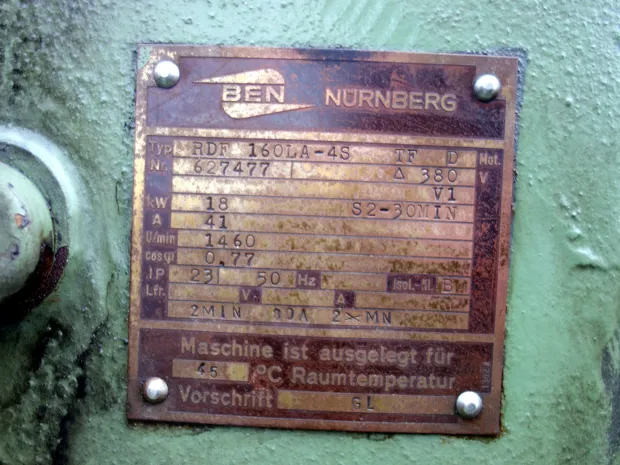 BEN NÜRNBERG
Typ RDF 160LA-4S TF D Mot.
Nr. 627477 Δ 380 V
V1
kW 18 S2-30MIN
A 41
U/min 1460
cosφ 0,77
I.P 23 50 Hz Isol.-Kl. B
Lfr. V A
2MIN 80A 2×MN
Maschine ist ausgelegt für
45 °C Raumtemperatur
Vorschrift GL